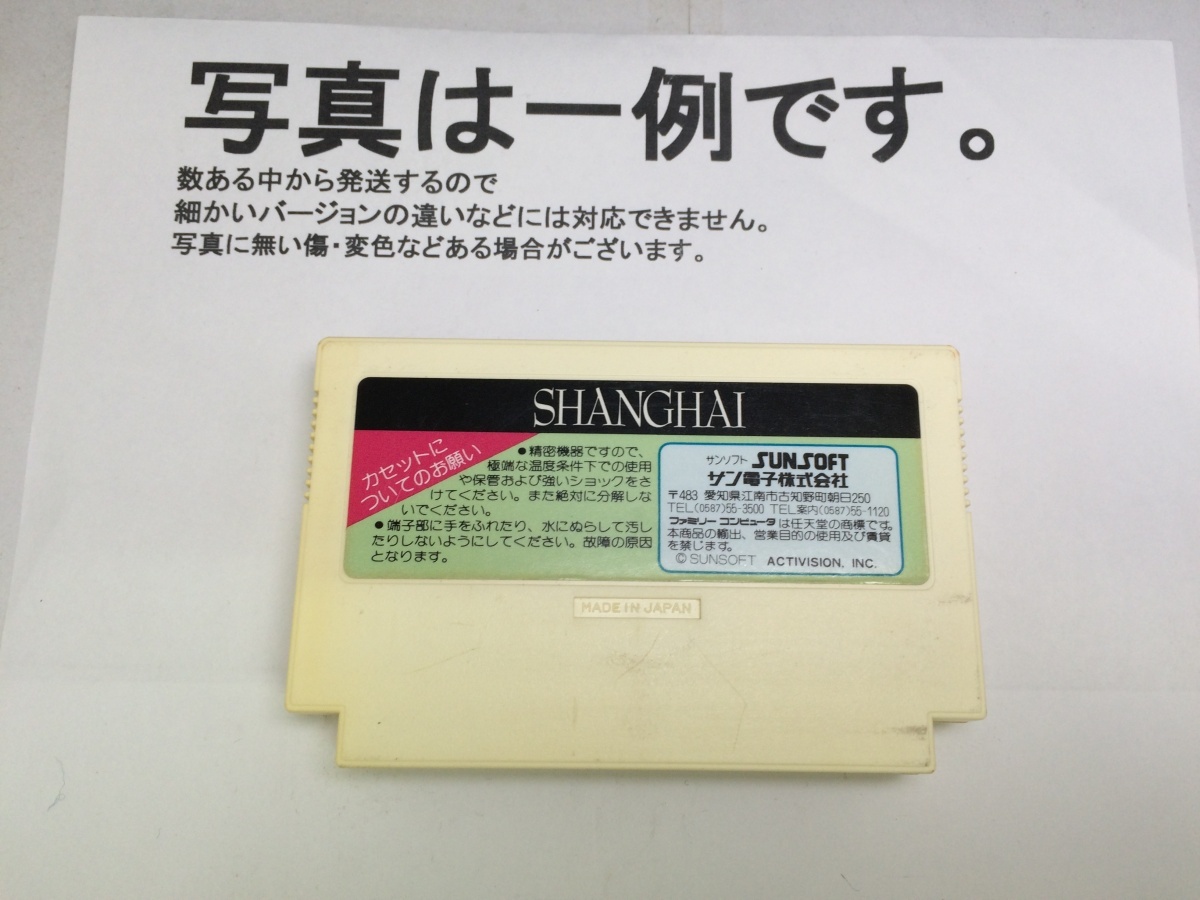 写真は一例です。
数ある中から発送するので
細かいバージョンの違いなどには対応できません。
写真に無い傷・変色などある場合がございます。
SHANGHAI
カセットに
ついてのお願い
●精密機器ですので、
極端な温度条件下での使用
や保管および強いショックをさ
けてください。また絶対に分解しな
いでください。
●端子部に手をふれたり、水にぬらして汚し
たりしないようにしてください。故障の原因
となります。
サンソフト SUNSOFT
サン電子株式会社
〒483 愛知県江南市古知野町朝日250
TEL(0587)55-3500 TEL案内(0587)55-1120
ファミリーコンピュータは任天堂の商標です。
本商品の輸出、営業目的の使用及び賃貸
を禁じます。
©SUNSOFT ACTIVISION, INC.
MADE IN JAPAN